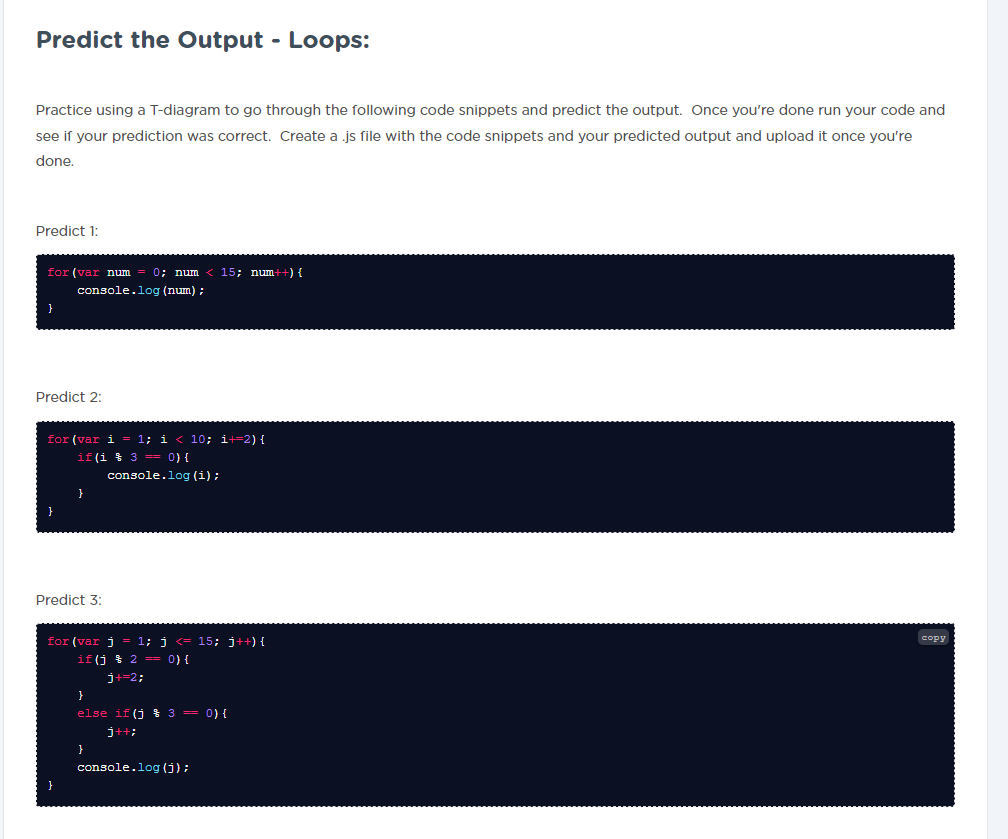 Predict the Output - Loops:
Practice using a T-diagram to go through the following code snippets and predict the output.  Once you're done run your code and
see if your prediction was correct.  Create a .js file with the code snippets and your predicted output and upload it once you're
done.
Predict 1:
for(var num = 0; num < 15; num++){
    console.log(num);
}
Predict 2:
for(var i = 1; i < 10; i+=2){
    if(i % 3 == 0){
        console.log(i);
    }
}
Predict 3:
copy
for(var j = 1; j <= 15; j++){
    if(j % 2 == 0){
        j+=2;
    }
    else if(j % 3 == 0){
        j++;
    }
    console.log(j);
}